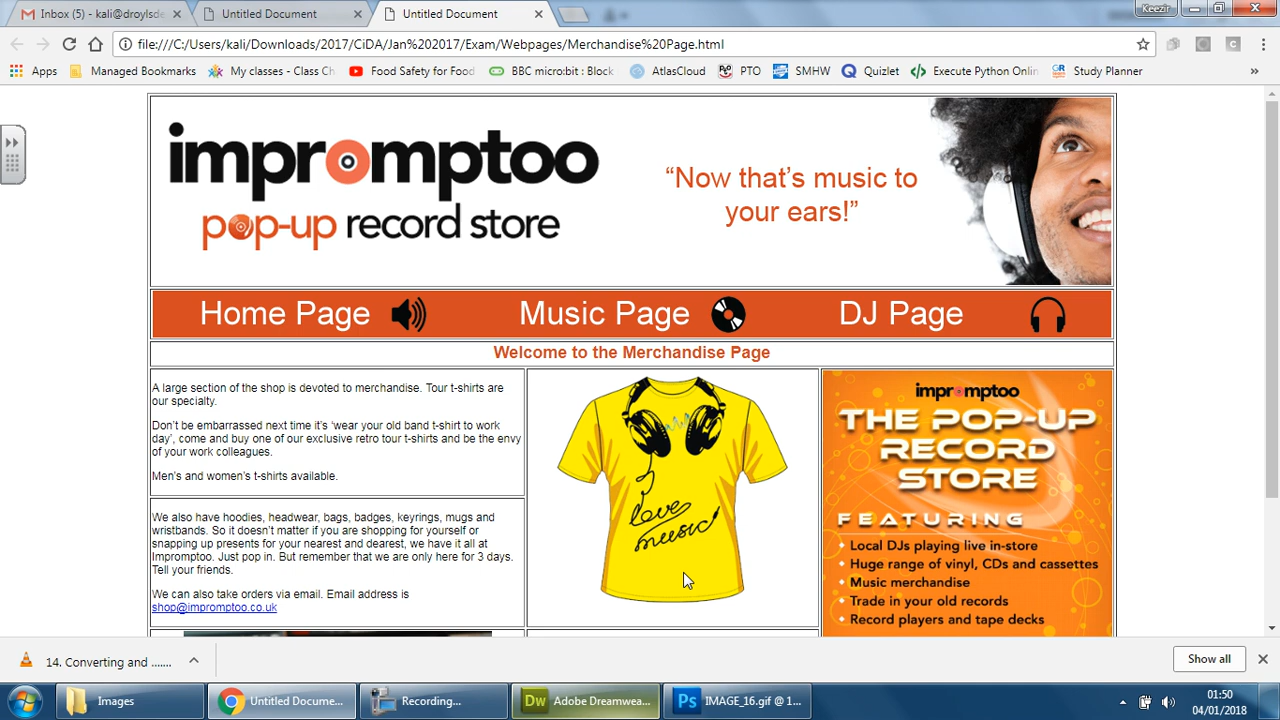 Inbox (5) - kali@droylsde
Untitled Document
Untitled Document
Keezir
file:///C:/Users/kali/Downloads/2017/CiDA/Jan%202017/Exam/Webpages/Merchandise%20Page.html
Apps
Managed Bookmarks
My classes - Class Ch
Food Safety for Food
BBC micro:bit : Block
AtlasCloud
PTO
SMHW
Quizlet
Execute Python Onlin
Study Planner
»
impromptoo
pop-up record store
“Now that’s music to
your ears!”
Home Page
Music Page
DJ Page
Welcome to the Merchandise Page
A large section of the shop is devoted to merchandise. Tour t-shirts are
our specialty.
Don’t be embarrassed next time it’s ‘wear your old band t-shirt to work
day’, come and buy one of our exclusive retro tour t-shirts and be the envy
of your work colleagues.
Men’s and women’s t-shirts available.
We also have hoodies, headwear, bags, badges, keyrings, mugs and
wristbands. So it doesn’t matter if you are shopping for yourself or
snapping up presents for your nearest and dearest, we have it all at
Impromptoo. Just pop in. But remember that we are only here for 3 days.
Tell your friends.
We can also take orders via email. Email address is
shop@impromptoo.co.uk
I love
music
impromptoo
THE POP-UP
RECORD
STORE
FEATURING
Local DJs playing live in-store
Huge range of vinyl, CDs and cassettes
Music merchandise
Trade in your old records
Record players and tape decks
14. Converting and .......
Show all
Images
Untitled Docume...
Recording...
Dw Adobe Dreamwea...
Ps IMAGE_16.gif @ 1...
01:50
04/01/2018